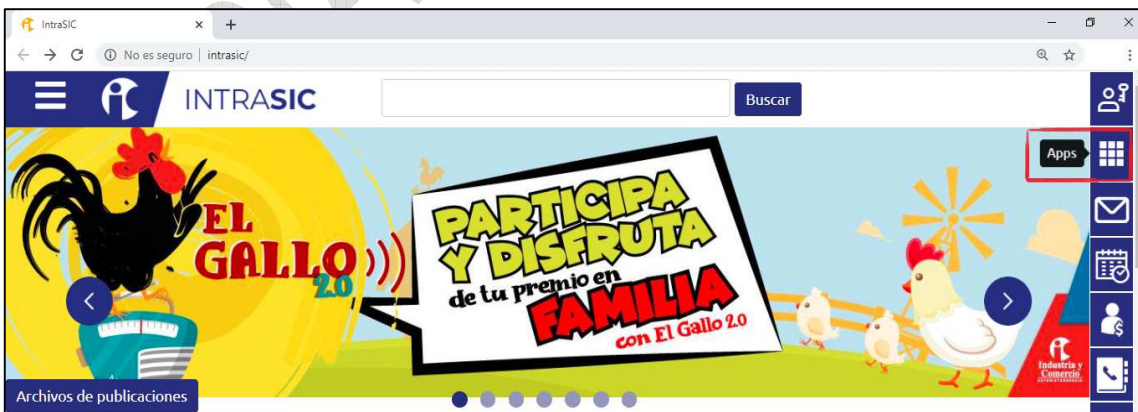 IntraSIC
No es seguro | intrasic/
INTRASIC
Buscar
Apps
EL
GALLO
2.0
PARTICIPA
Y DISFRUTA
de tu premio en
FAMILIA
con El Gallo 2.0
Industria y
Comercio
SUPERINTENDENCIA
Archivos de publicaciones